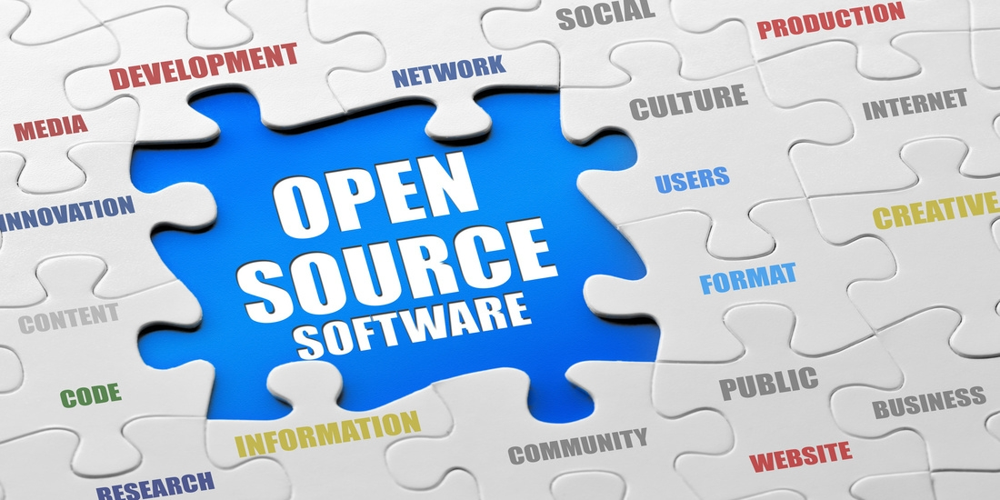 SOCIAL
PRODUCTION
DEVELOPMENT
NETWORK
CULTURE
INTERNET
MEDIA
OPEN
SOURCE
SOFTWARE
USERS
INNOVATION
CREATIVE
FORMAT
CONTENT
PUBLIC
CODE
BUSINESS
INFORMATION
COMMUNITY
WEBSITE
RESEARCH